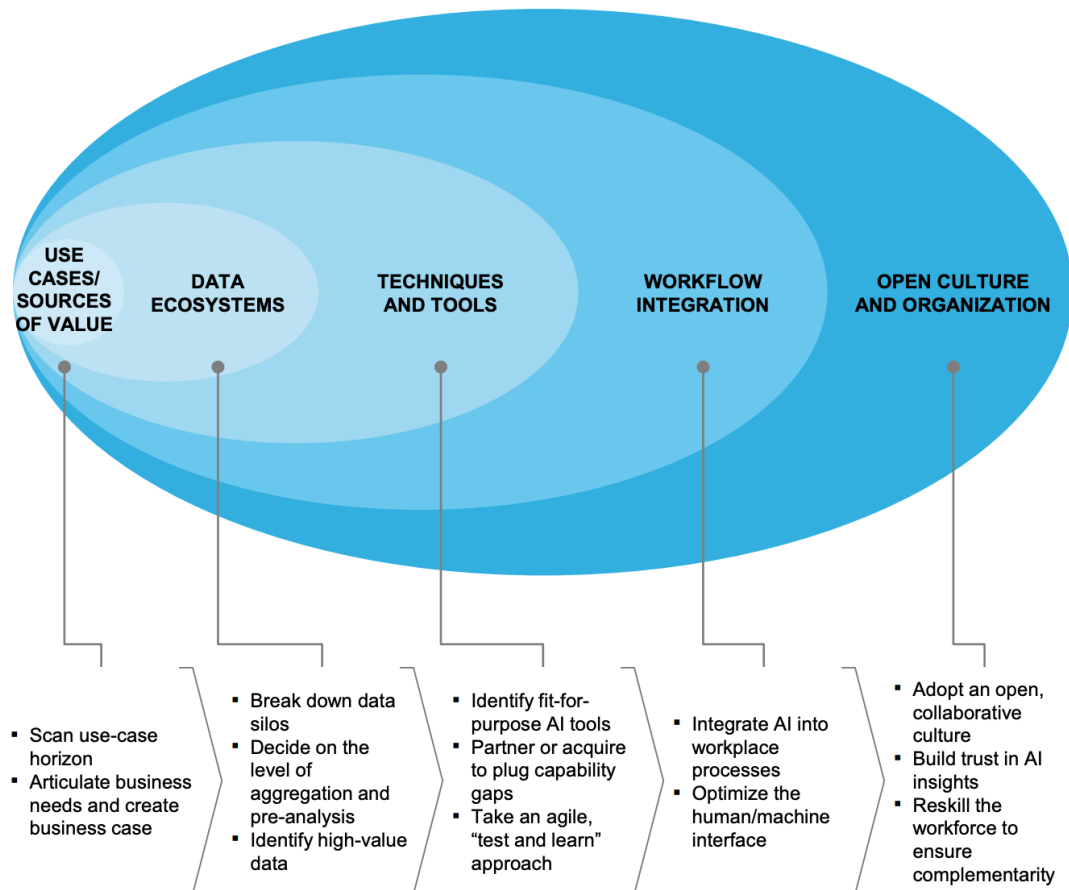 USE
CASES/
SOURCES
OF VALUE
DATA
ECOSYSTEMS
TECHNIQUES
AND TOOLS
WORKFLOW
INTEGRATION
OPEN CULTURE
AND ORGANIZATION
▪ Scan use-case
horizon
▪ Articulate business
needs and create
business case
▪ Break down data
silos
▪ Decide on the
level of
aggregation and
pre-analysis
▪ Identify high-value
data
▪ Identify fit-for-
purpose AI tools
▪ Partner or acquire
to plug capability
gaps
▪ Take an agile,
“test and learn”
approach
▪ Integrate AI into
workplace
processes
▪ Optimize the
human/machine
interface
▪ Adopt an open,
collaborative
culture
▪ Build trust in AI
insights
▪ Reskill the
workforce to
ensure
complementarity